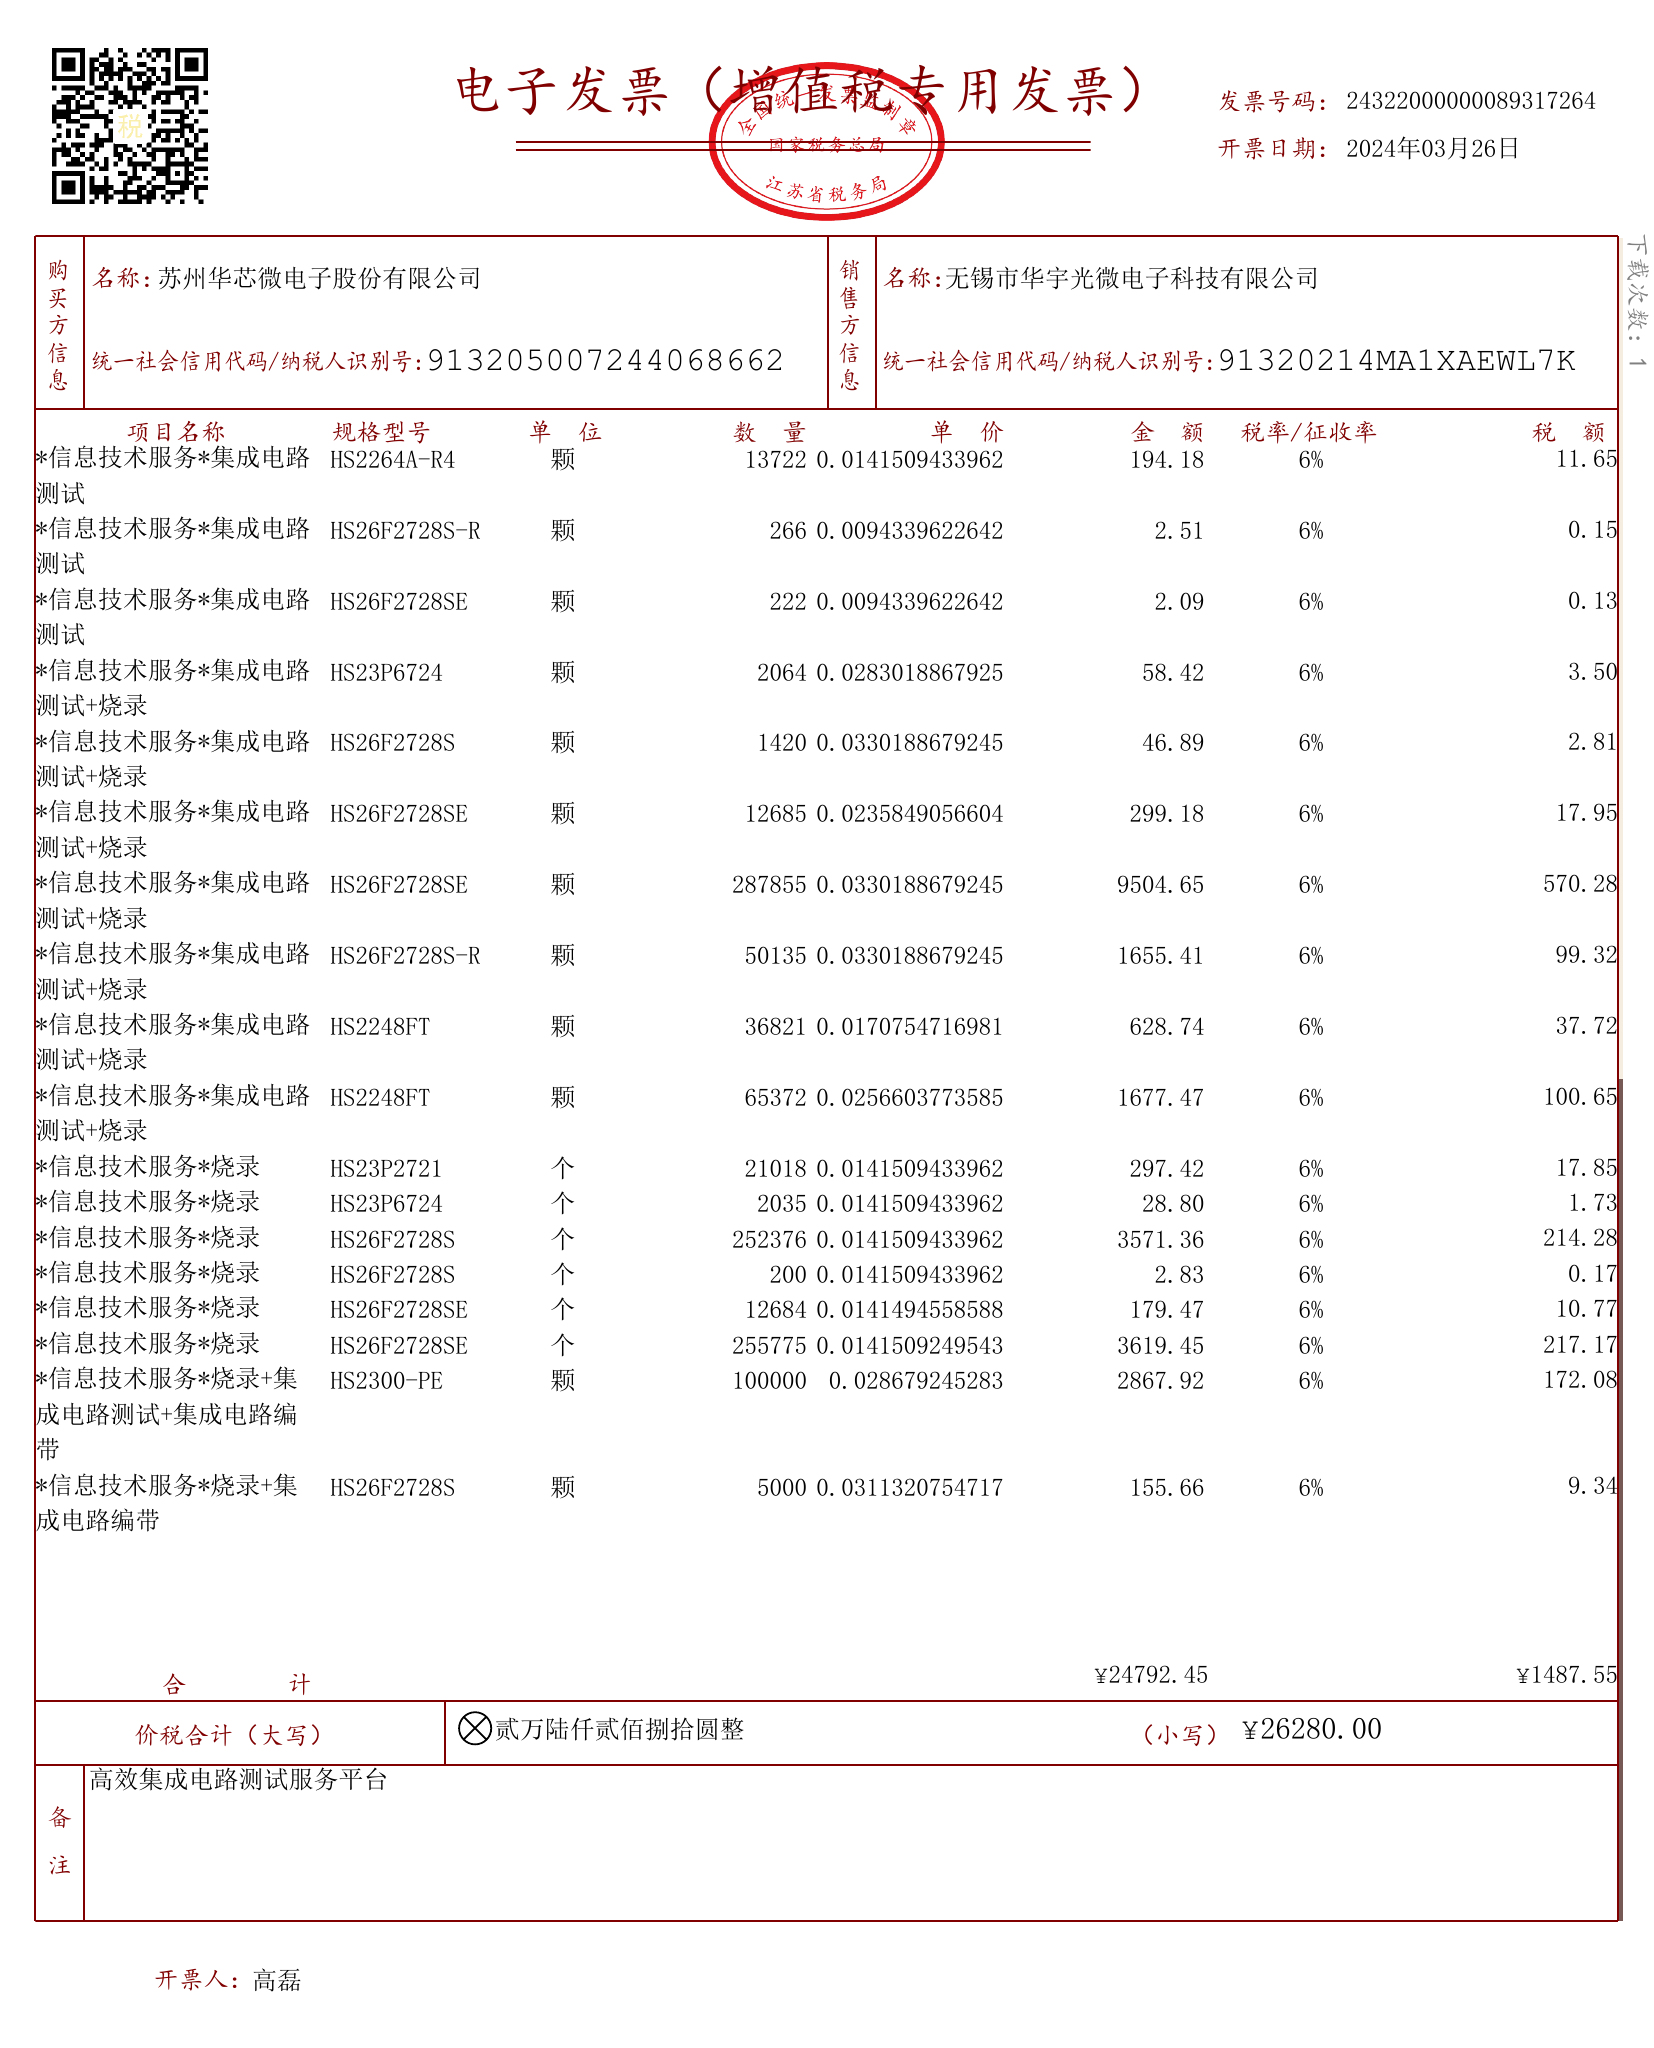 电子发票（增值税专用发票）
全国统一发票监制章
国家税务总局
江苏省税务局
税
发票号码：24322000000089317264
开票日期：2024年03月26日
下载次数：1
购买方信息
名称：苏州华芯微电子股份有限公司
统一社会信用代码/纳税人识别号：913205007244068662
销售方信息
名称：无锡市华宇光微电子科技有限公司
统一社会信用代码/纳税人识别号：91320214MA1XAEWL7K
项目名称 规格型号 单 位 数 量 单 价 金 额 税率/征收率 税 额
*信息技术服务*集成电路 HS2264A-R4 颗 13722 0.0141509433962 194.18 6% 11.65
测试
*信息技术服务*集成电路 HS26F2728S-R 颗 266 0.0094339622642 2.51 6% 0.15
测试
*信息技术服务*集成电路 HS26F2728SE 颗 222 0.0094339622642 2.09 6% 0.13
测试
*信息技术服务*集成电路 HS23P6724 颗 2064 0.0283018867925 58.42 6% 3.50
测试+烧录
*信息技术服务*集成电路 HS26F2728S 颗 1420 0.0330188679245 46.89 6% 2.81
测试+烧录
*信息技术服务*集成电路 HS26F2728SE 颗 12685 0.0235849056604 299.18 6% 17.95
测试+烧录
*信息技术服务*集成电路 HS26F2728SE 颗 287855 0.0330188679245 9504.65 6% 570.28
测试+烧录
*信息技术服务*集成电路 HS26F2728S-R 颗 50135 0.0330188679245 1655.41 6% 99.32
测试+烧录
*信息技术服务*集成电路 HS2248FT 颗 36821 0.0170754716981 628.74 6% 37.72
测试+烧录
*信息技术服务*集成电路 HS2248FT 颗 65372 0.0256603773585 1677.47 6% 100.65
测试+烧录
*信息技术服务*烧录 HS23P2721 个 21018 0.0141509433962 297.42 6% 17.85
*信息技术服务*烧录 HS23P6724 个 2035 0.0141509433962 28.80 6% 1.73
*信息技术服务*烧录 HS26F2728S 个 252376 0.0141509433962 3571.36 6% 214.28
*信息技术服务*烧录 HS26F2728S 个 200 0.0141509433962 2.83 6% 0.17
*信息技术服务*烧录 HS26F2728SE 个 12684 0.0141494558588 179.47 6% 10.77
*信息技术服务*烧录 HS26F2728SE 个 255775 0.0141509249543 3619.45 6% 217.17
*信息技术服务*烧录+集 HS2300-PE 颗 100000 0.028679245283 2867.92 6% 172.08
成电路测试+集成电路编
带
*信息技术服务*烧录+集 HS26F2728S 颗 5000 0.0311320754717 155.66 6% 9.34
成电路编带
合 计 ¥24792.45 ¥1487.55
价税合计（大写） ⊗贰万陆仟贰佰捌拾圆整 （小写） ¥26280.00
备注
高效集成电路测试服务平台
开票人：高磊